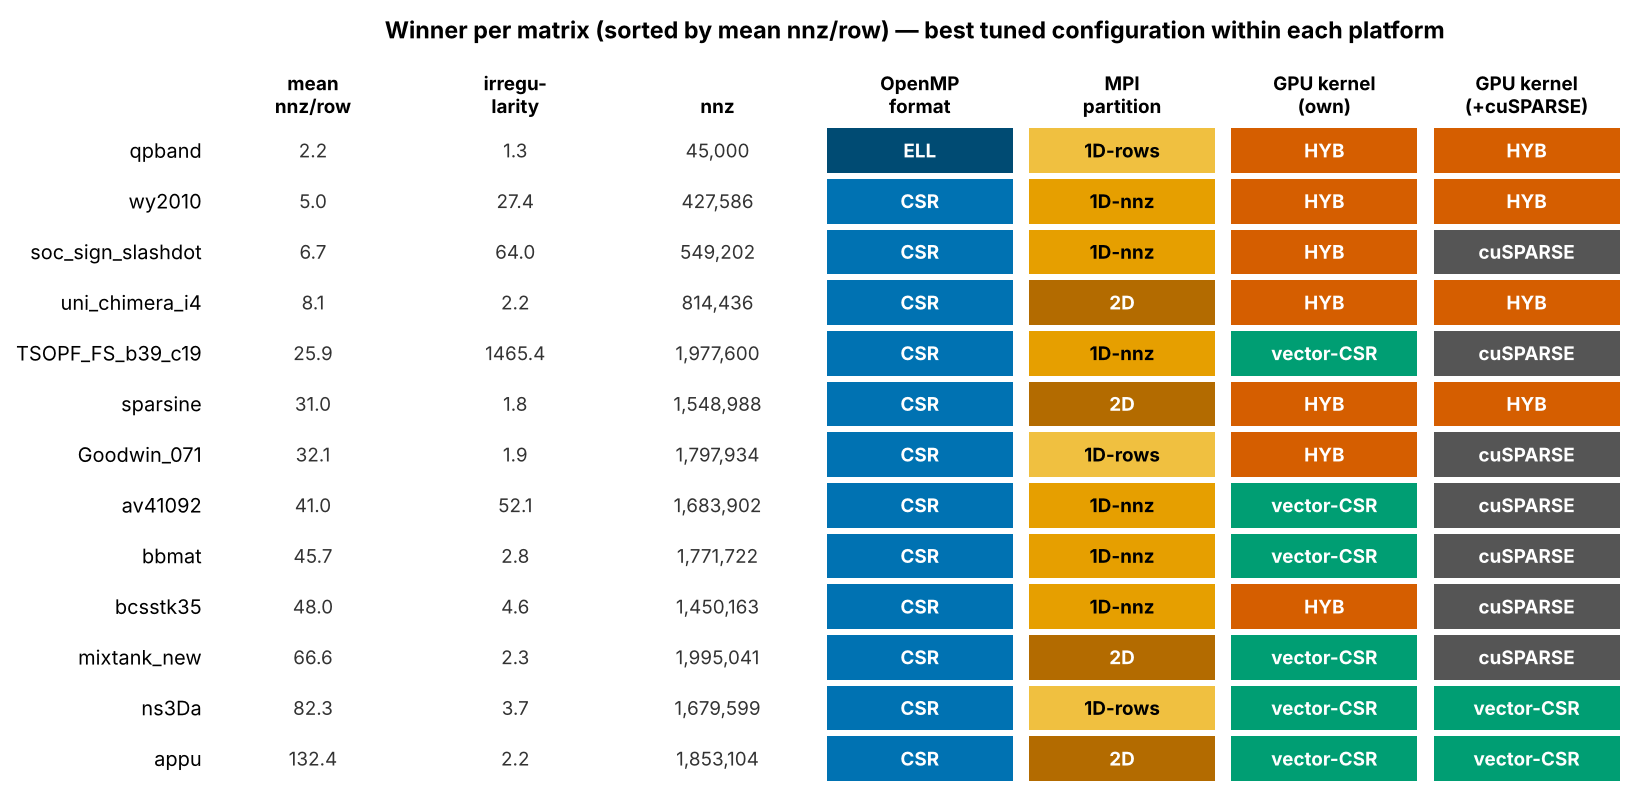 Winner per matrix (sorted by mean nnz/row) — best tuned configuration within each platform
mean nnz/row irregu-larity nnz OpenMP format MPI partition GPU kernel (own) GPU kernel (+cuSPARSE)
qpband 2.2 1.3 45,000 ELL 1D-rows HYB HYB
wy2010 5.0 27.4 427,586 CSR 1D-nnz HYB HYB
soc_sign_slashdot 6.7 64.0 549,202 CSR 1D-nnz HYB cuSPARSE
uni_chimera_i4 8.1 2.2 814,436 CSR 2D HYB HYB
TSOPF_FS_b39_c19 25.9 1465.4 1,977,600 CSR 1D-nnz vector-CSR cuSPARSE
sparsine 31.0 1.8 1,548,988 CSR 2D HYB HYB
Goodwin_071 32.1 1.9 1,797,934 CSR 1D-rows HYB cuSPARSE
av41092 41.0 52.1 1,683,902 CSR 1D-nnz vector-CSR cuSPARSE
bbmat 45.7 2.8 1,771,722 CSR 1D-nnz vector-CSR cuSPARSE
bcsstk35 48.0 4.6 1,450,163 CSR 1D-nnz HYB cuSPARSE
mixtank_new 66.6 2.3 1,995,041 CSR 2D vector-CSR cuSPARSE
ns3Da 82.3 3.7 1,679,599 CSR 1D-rows vector-CSR vector-CSR
appu 132.4 2.2 1,853,104 CSR 2D vector-CSR vector-CSR